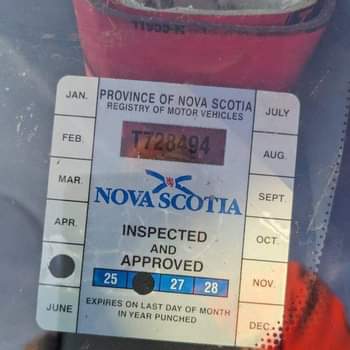 PROVINCE OF NOVA SCOTIA
REGISTRY OF MOTOR VEHICLES
JAN.
FEB.
MAR.
APR.
JUNE
T728494
NOVA SCOTIA
INSPECTED
AND
APPROVED
25 27 28
EXPIRES ON LAST DAY OF MONTH
IN YEAR PUNCHED
JULY
AUG.
SEPT.
OCT.
NOV.
DEC.